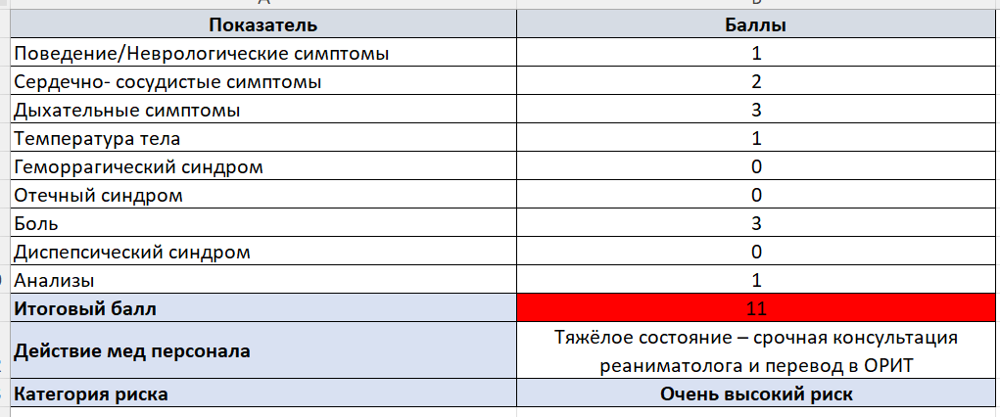 Показатель Баллы
Поведение/Неврологические симптомы 1
Сердечно- сосудистые симптомы 2
Дыхательные симптомы 3
Температура тела 1
Геморрагический синдром 0
Отечный синдром 0
Боль 3
Диспепсический синдром 0
Анализы 1
Итоговый балл 11
Действие мед персонала Тяжёлое состояние – срочная консультация
реаниматолога и перевод в ОРИТ
Категория риска Очень высокий риск